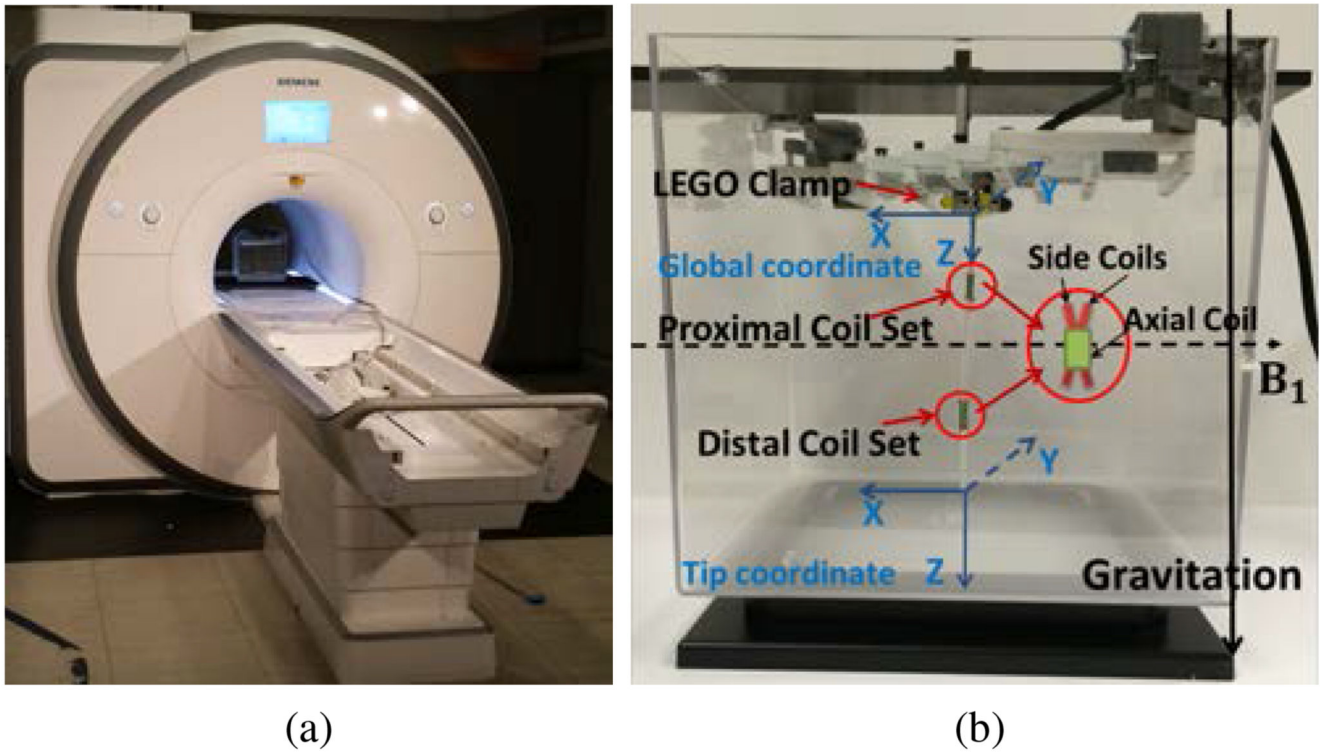 SIEMENS
LEGO Clamp
Y
X
Z
Global coordinate
Side Coils
Proximal Coil Set
Axial Coil
B₁
Distal Coil Set
Y
X
Tip coordinate
Z
Gravitation
(a)
(b)